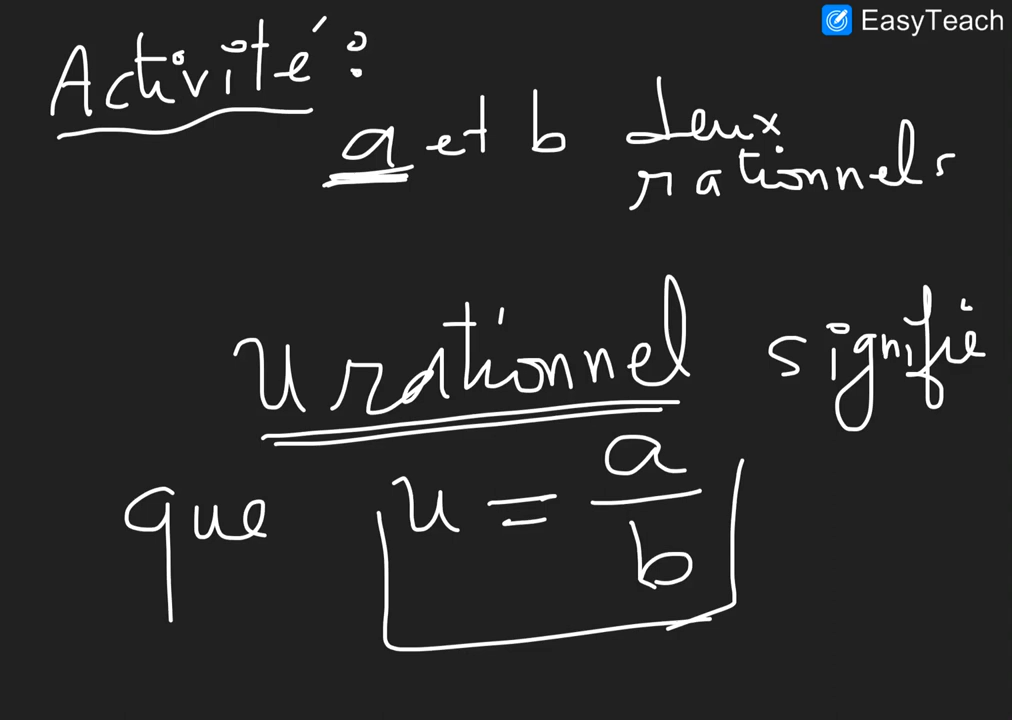 EasyTeach
Activité :
a et b deux
rationnels
u rationnel signifie
que u = a/b